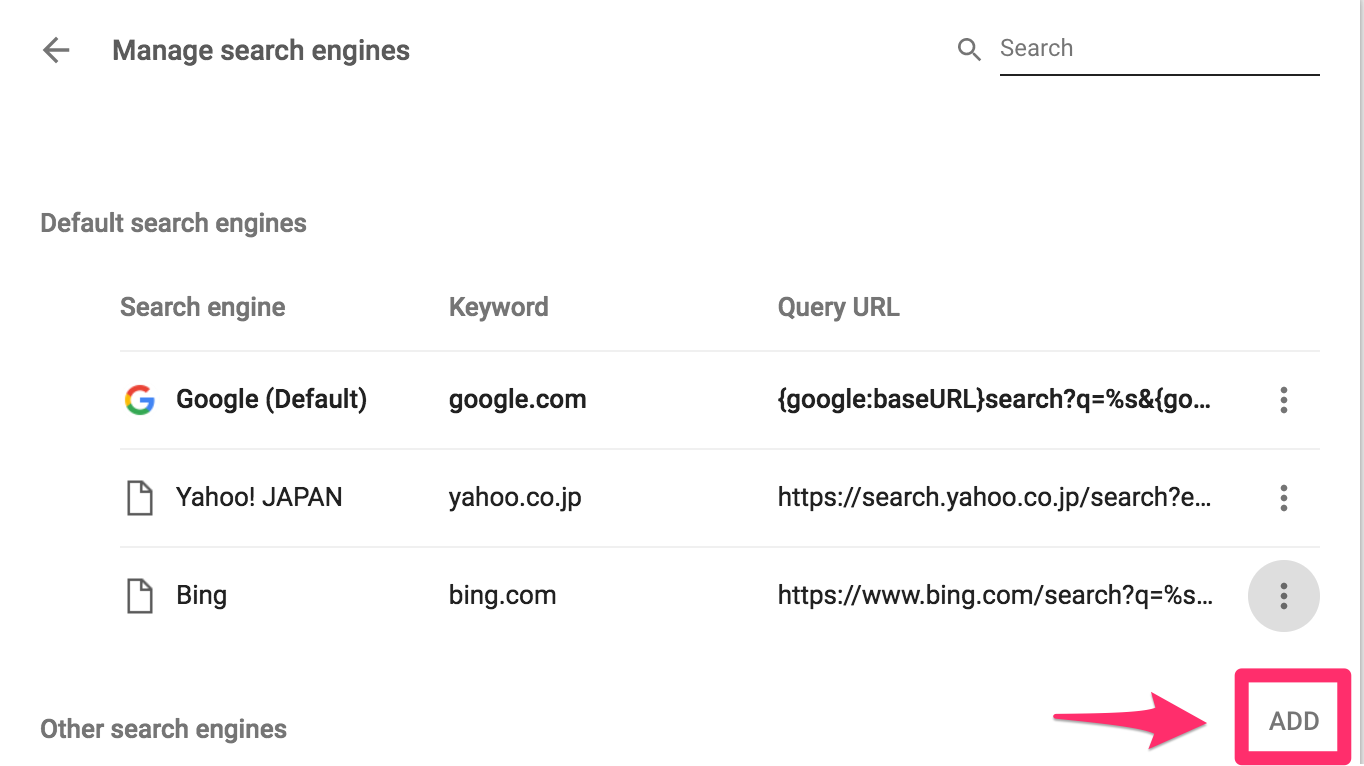 Manage search engines
Search
Default search engines
Search engine Keyword Query URL
Google (Default) google.com {google:baseURL}search?q=%s&{go...
Yahoo! JAPAN yahoo.co.jp https://search.yahoo.co.jp/search?e...
Bing bing.com https://www.bing.com/search?q=%s...
Other search engines ADD